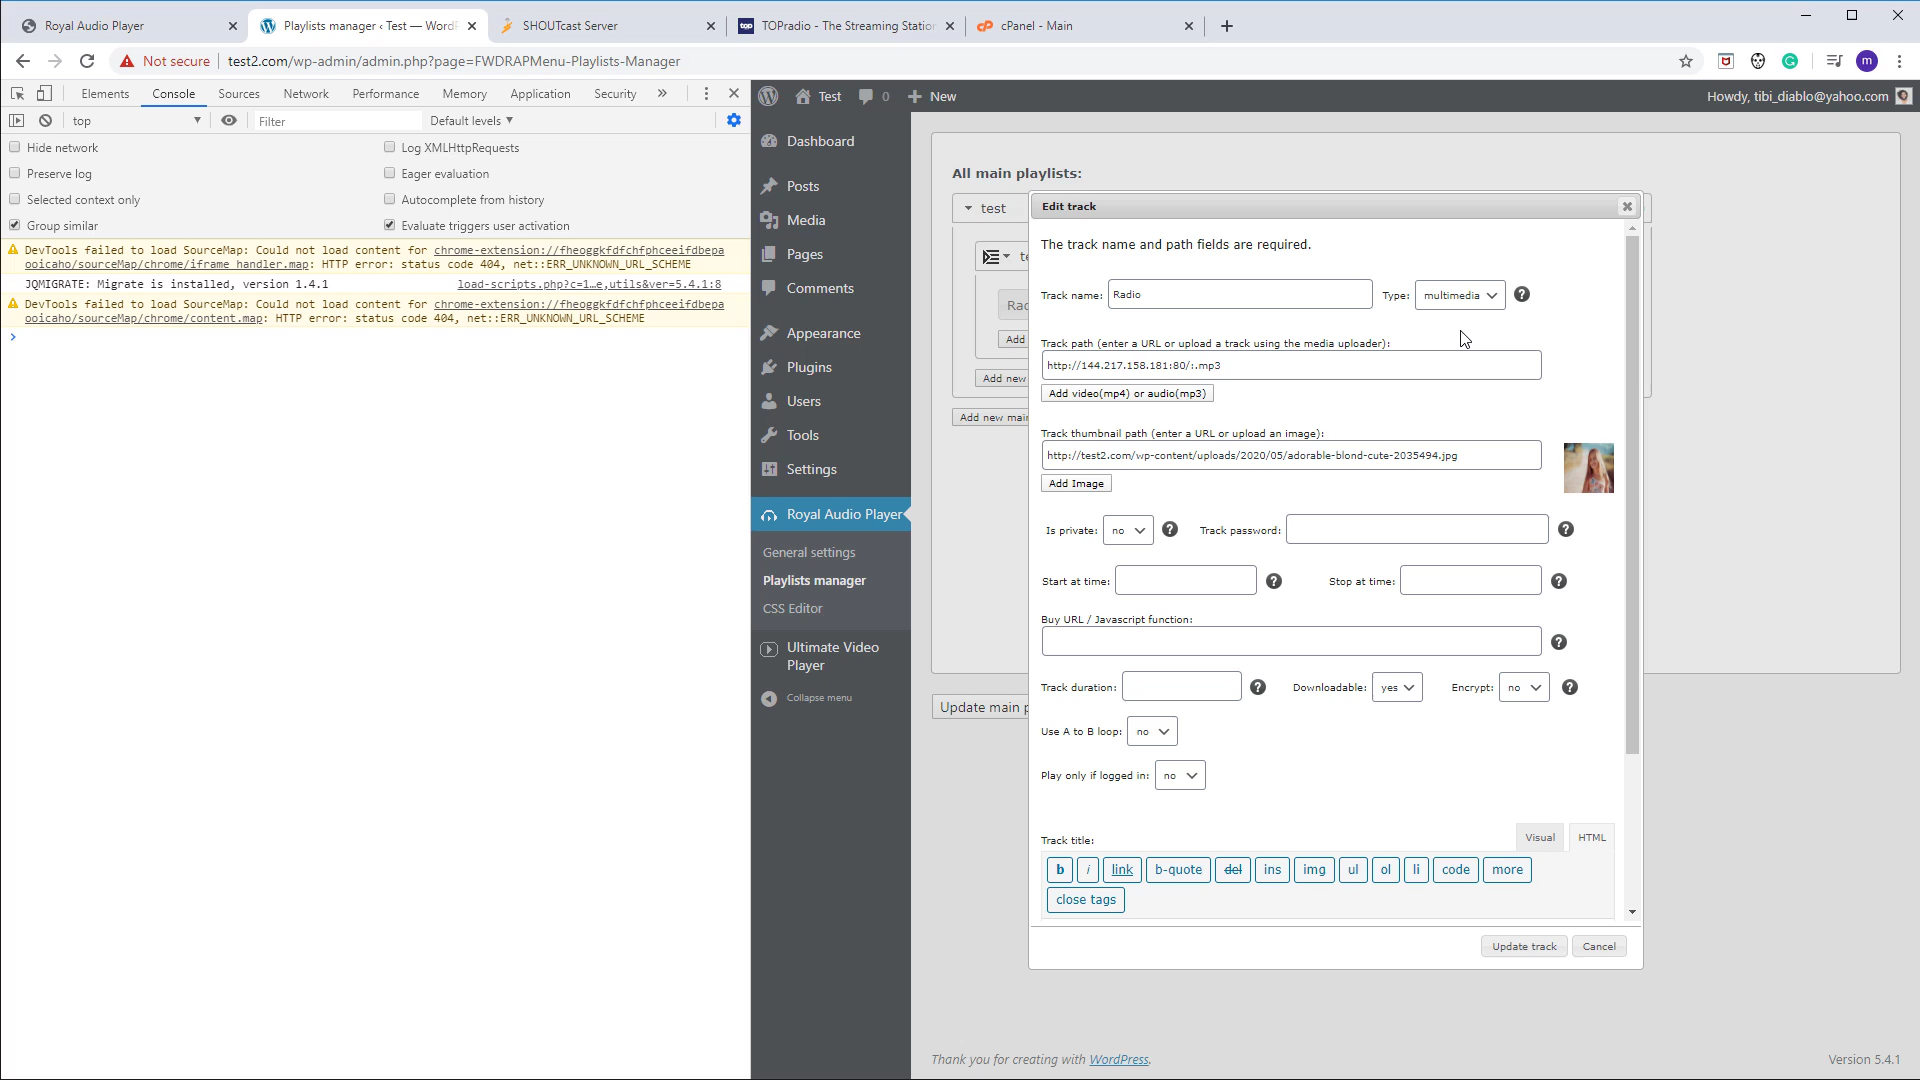 Royal Audio Player
Playlists manager ‹ Test — WordF
SHOUTcast Server
top TOPradio - The Streaming Station
cP cPanel - Main
Not secure test2.com/wp-admin/admin.php?page=FWDRAPMenu-Playlists-Manager
m
Elements Console Sources Network Performance Memory Application Security »
top Filter Default levels
Hide network Log XMLHttpRequests
Preserve log Eager evaluation
Selected context only Autocomplete from history
Group similar Evaluate triggers user activation
DevTools failed to load SourceMap: Could not load content for chrome-extension://fheoggkfdfchfphceeifdbepa
ooicaho/sourceMap/chrome/iframe_handler.map: HTTP error: status code 404, net::ERR_UNKNOWN_URL_SCHEME
JQMIGRATE: Migrate is installed, version 1.4.1 load-scripts.php?c=1…e,utils&ver=5.4.1:8
DevTools failed to load SourceMap: Could not load content for chrome-extension://fheoggkfdfchfphceeifdbepa
ooicaho/sourceMap/chrome/content.map: HTTP error: status code 404, net::ERR_UNKNOWN_URL_SCHEME
Test 0 New Howdy, tibi_diablo@yahoo.com
Dashboard
Posts
Media
Pages
Comments
Appearance
Plugins
Users
Tools
Settings
Royal Audio Player
General settings
Playlists manager
CSS Editor
Ultimate Video
Player
Collapse menu
All main playlists:
test
te
Rad
Add
Add new
Add new main
Update main p
Edit track
The track name and path fields are required.
Track name: Radio Type: multimedia ?
Track path (enter a URL or upload a track using the media uploader):
http://144.217.158.181:80/;.mp3
Add video(mp4) or audio(mp3)
Track thumbnail path (enter a URL or upload an image):
http://test2.com/wp-content/uploads/2020/05/adorable-blond-cute-2035494.jpg
Add Image
Is private: no ? Track password: ?
Start at time: ? Stop at time: ?
Buy URL / Javascript function:
?
Track duration: ? Downloadable: yes Encrypt: no ?
Use A to B loop: no
Play only if logged in: no
Track title: Visual HTML
b i link b-quote del ins img ul ol li code more
close tags
Update track Cancel
Thank you for creating with WordPress. Version 5.4.1